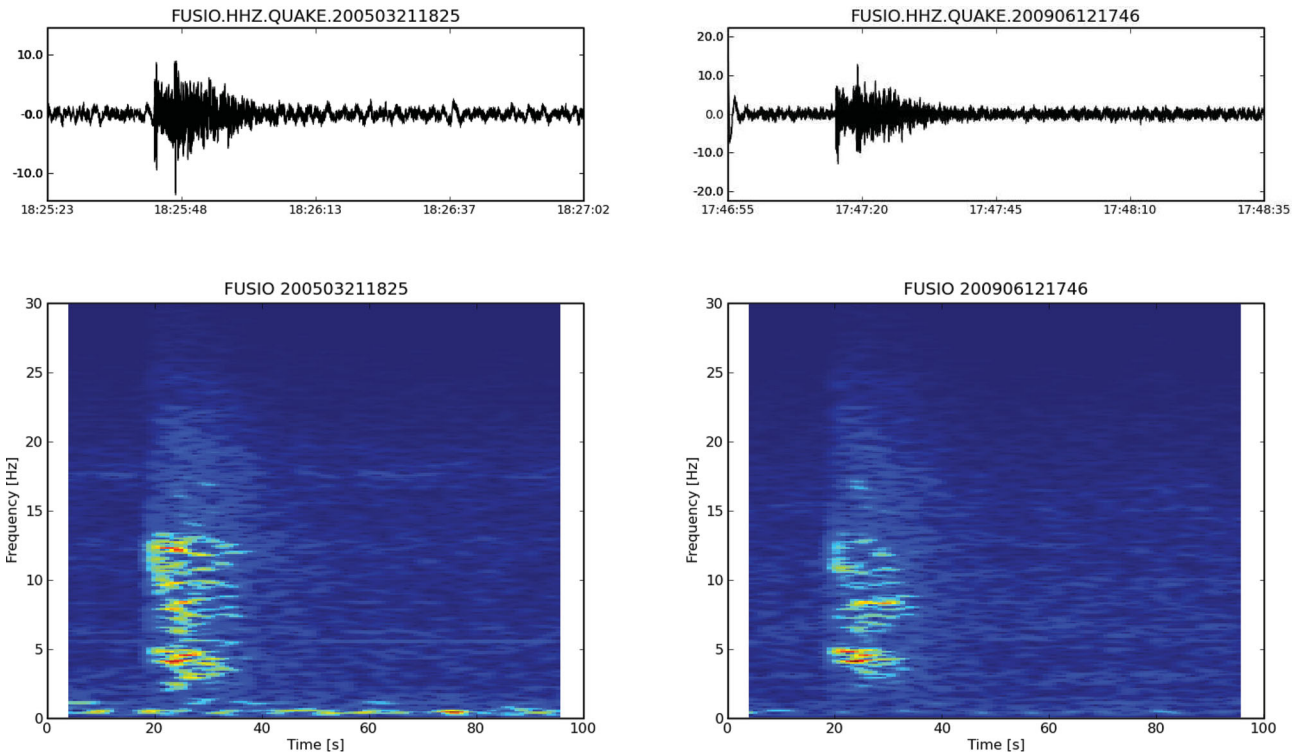 FUSIO.HHZ.QUAKE.200503211825
10.0
-0.0
-10.0
18:25:23 18:25:48 18:26:13 18:26:37 18:27:02
FUSIO.HHZ.QUAKE.200906121746
20.0
10.0
0.0
-10.0
-20.0
17:46:55 17:47:20 17:47:45 17:48:10 17:48:35
FUSIO 200503211825
Frequency [Hz]
30
25
20
15
10
5
0
0 20 40 60 80 100
Time [s]
FUSIO 200906121746
Frequency [Hz]
30
25
20
15
10
5
0
0 20 40 60 80 100
Time [s]